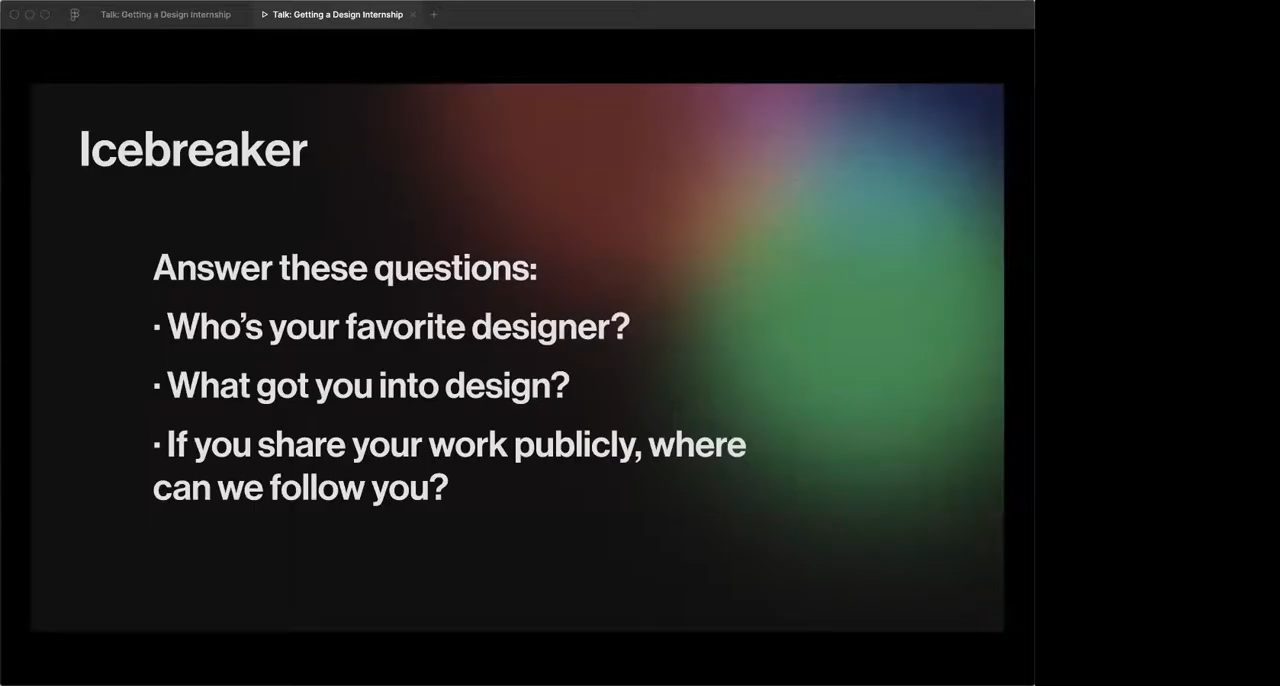 Talk: Getting a Design Internship
Talk: Getting a Design Internship
Icebreaker
Answer these questions:
· Who’s your favorite designer?
· What got you into design?
· If you share your work publicly, where
can we follow you?